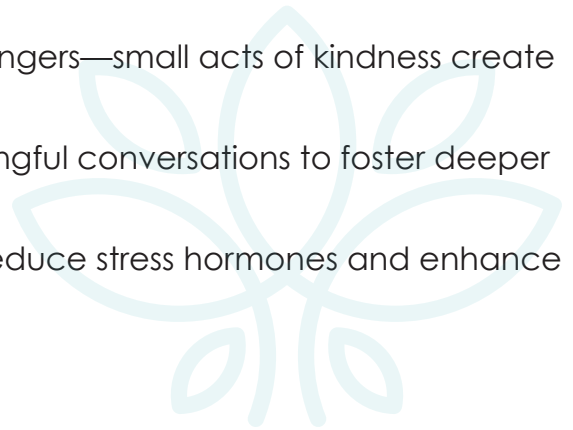 ngers—small acts of kindness create
ngful conversations to foster deeper
educe stress hormones and enhance